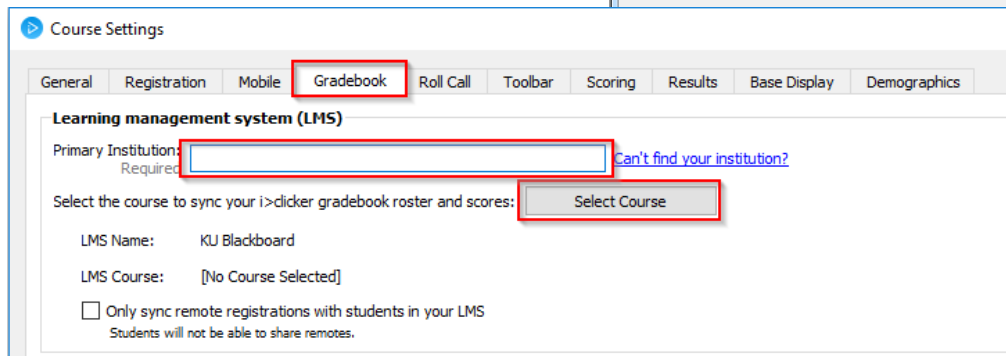 Course Settings
General Registration Mobile Gradebook Roll Call Toolbar Scoring Results Base Display Demographics
Learning management system (LMS)
Primary Institution: Can't find your institution?
Required
Select the course to sync your i>clicker gradebook roster and scores: Select Course
LMS Name: KU Blackboard
LMS Course: [No Course Selected]
Only sync remote registrations with students in your LMS
Students will not be able to share remotes.